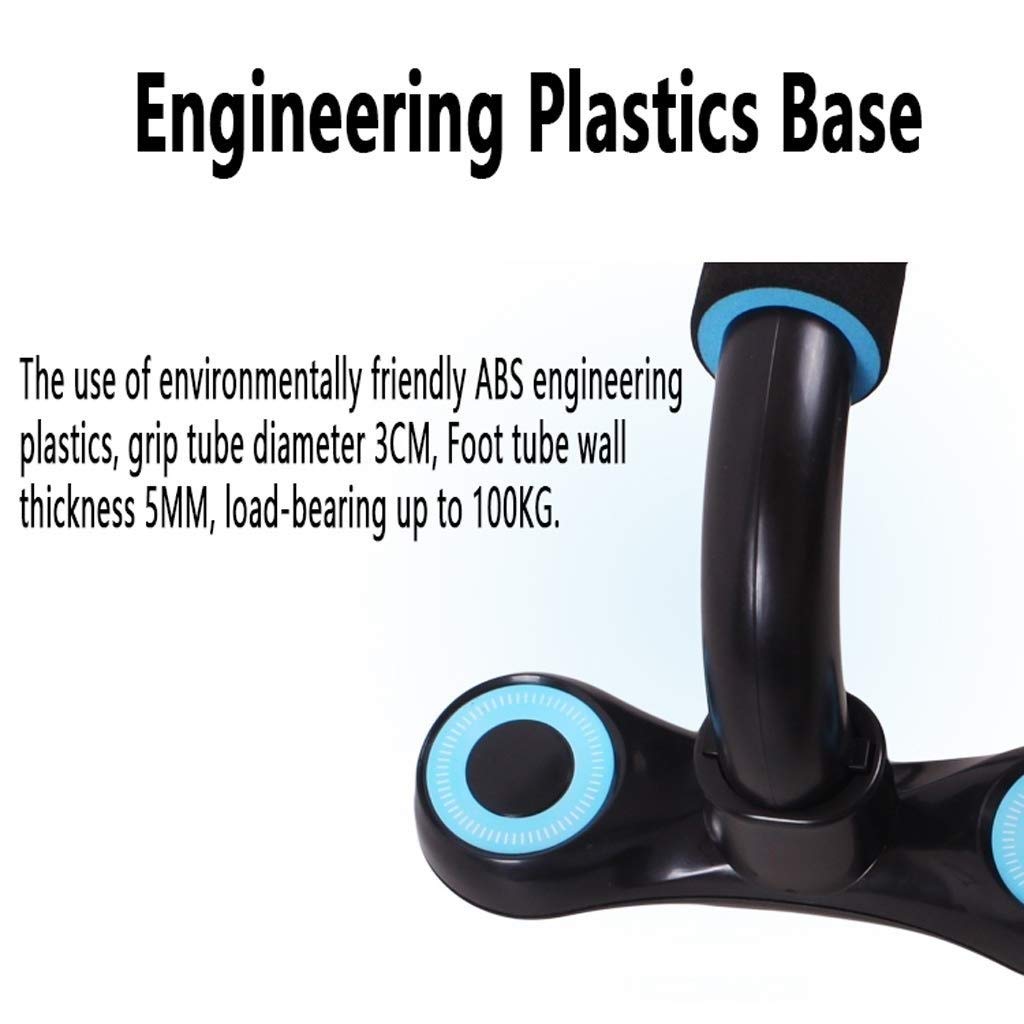 Engineering Plastics Base
The use of environmentally friendly ABS engineering
plastics, grip tube diameter 3CM, Foot tube wall
thickness 5MM, load-bearing up to 100KG.